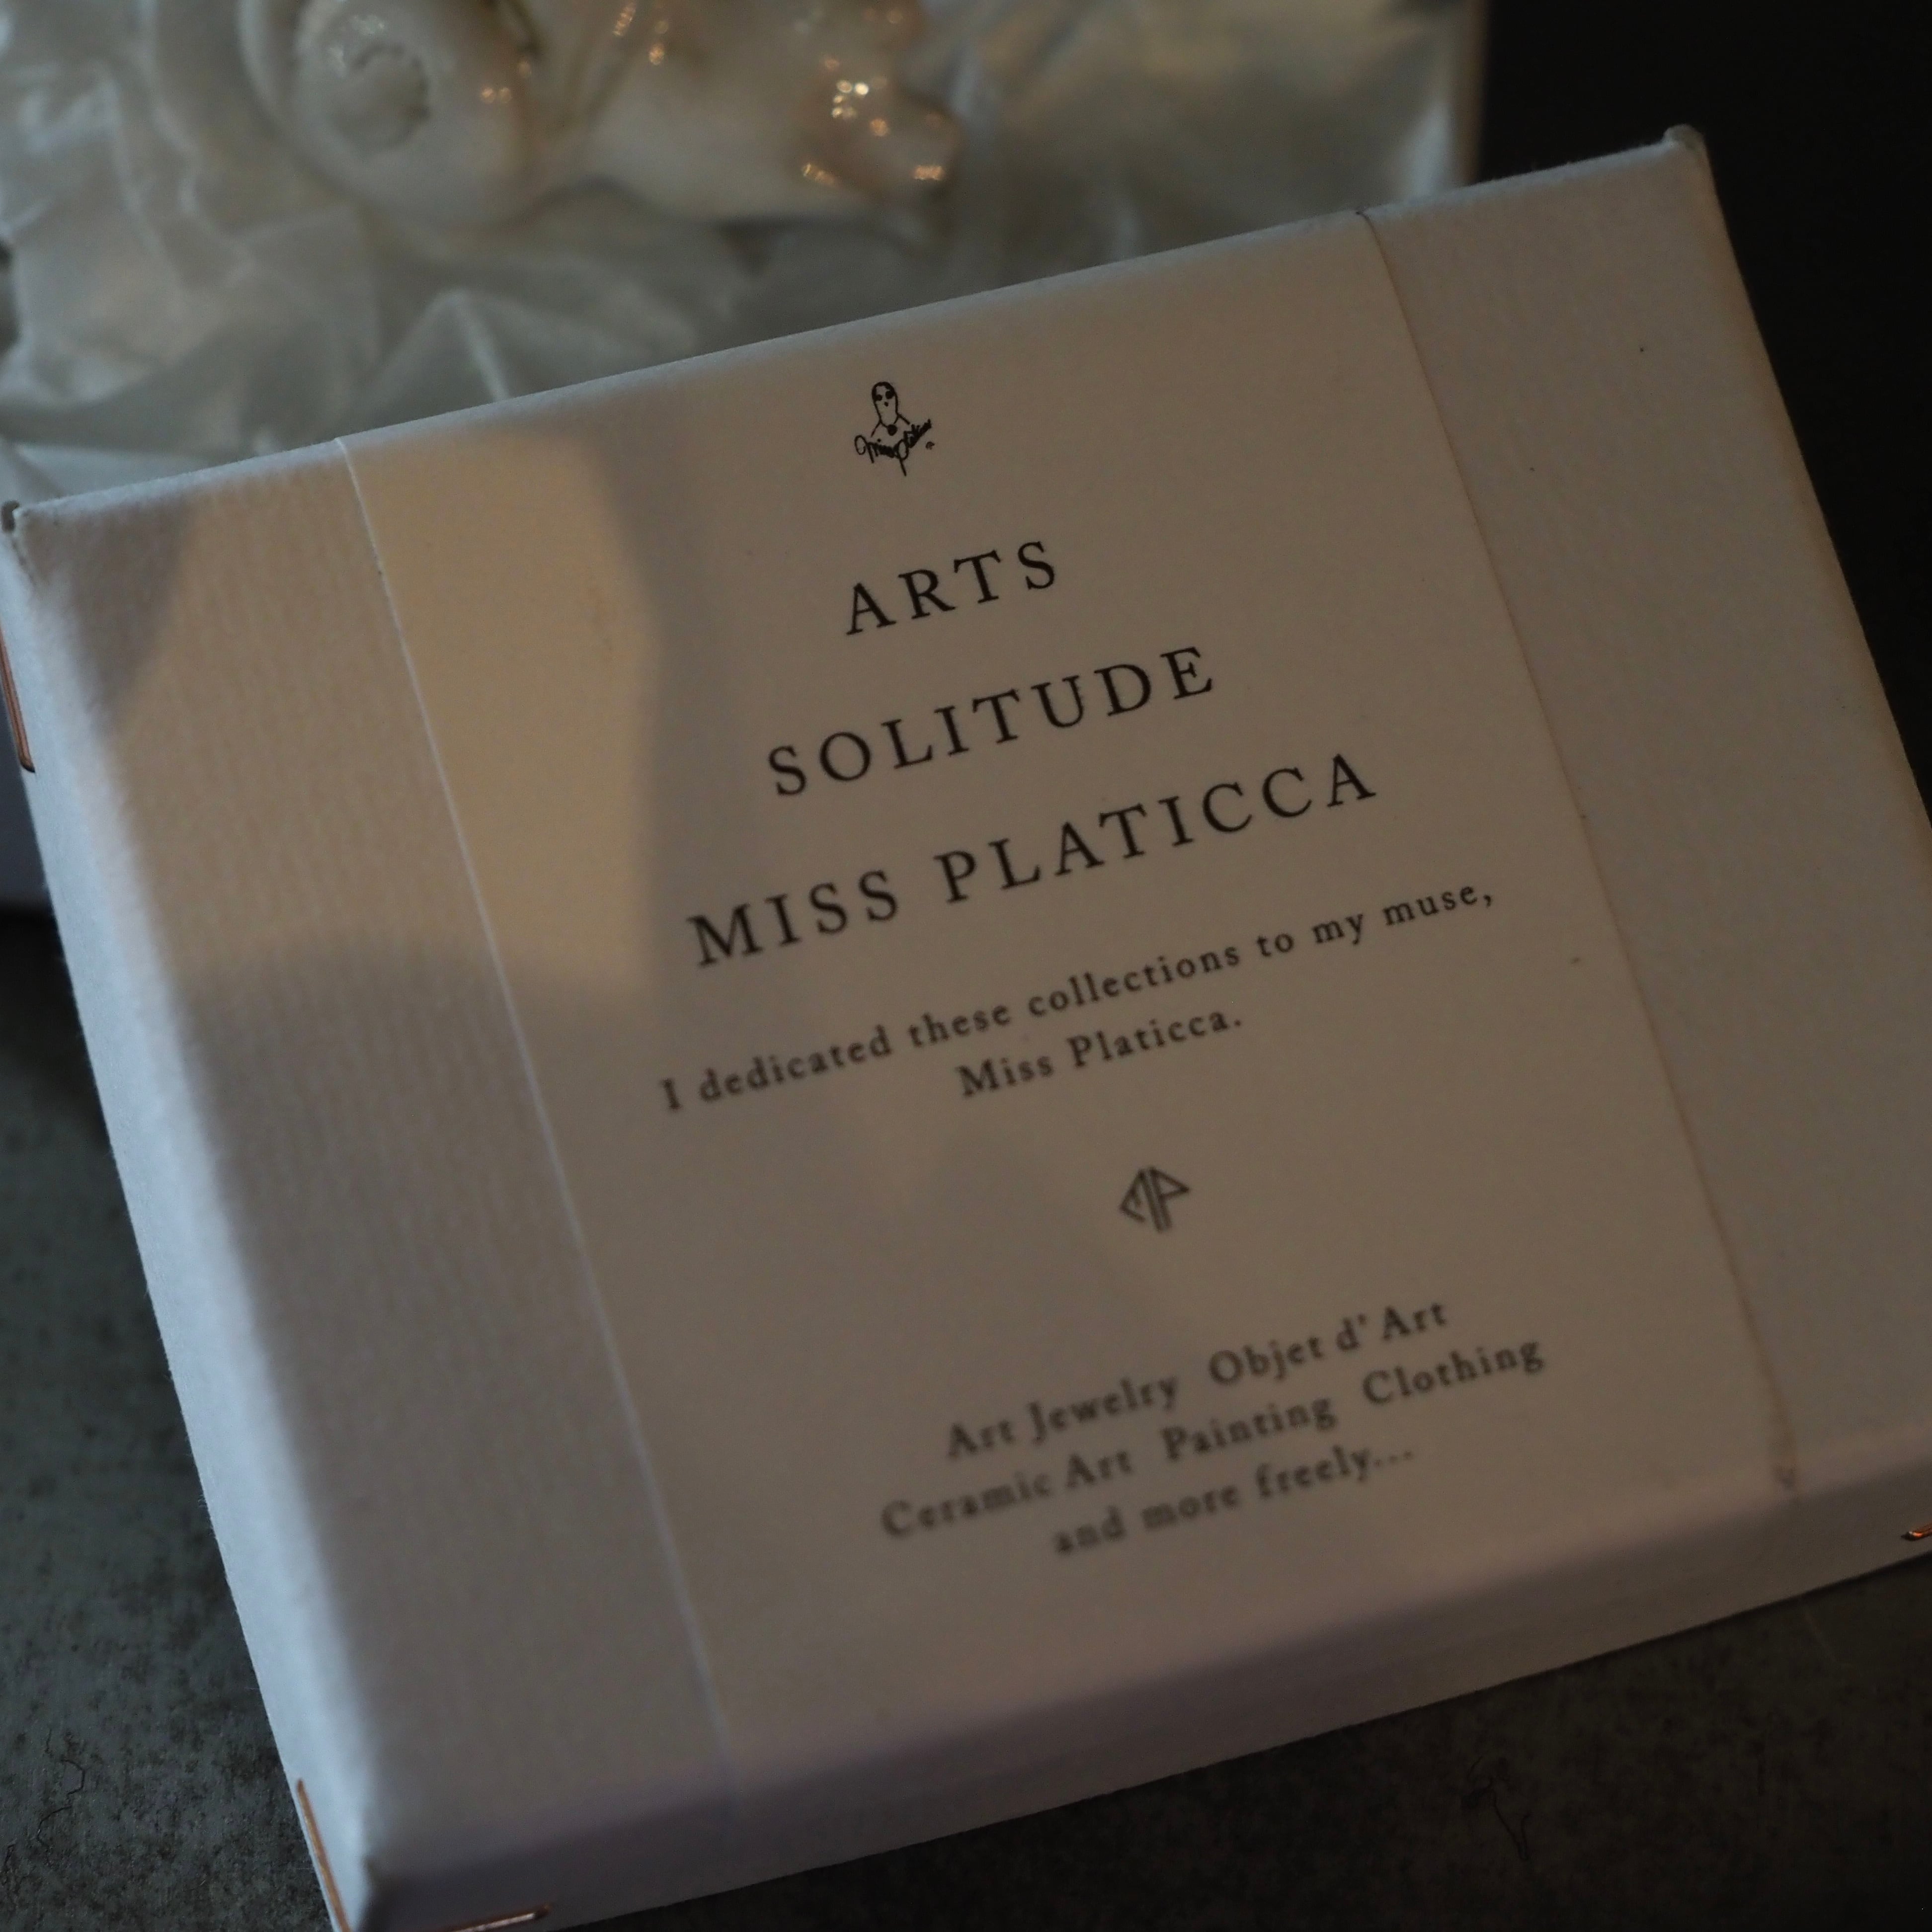 ARTS
SOLITUDE
MISS PLATICCA
I dedicated these collections to my muse,
Miss Platicca.
Art Jewelry Objet d'Art
Ceramic Art Painting Clothing
and more freely...